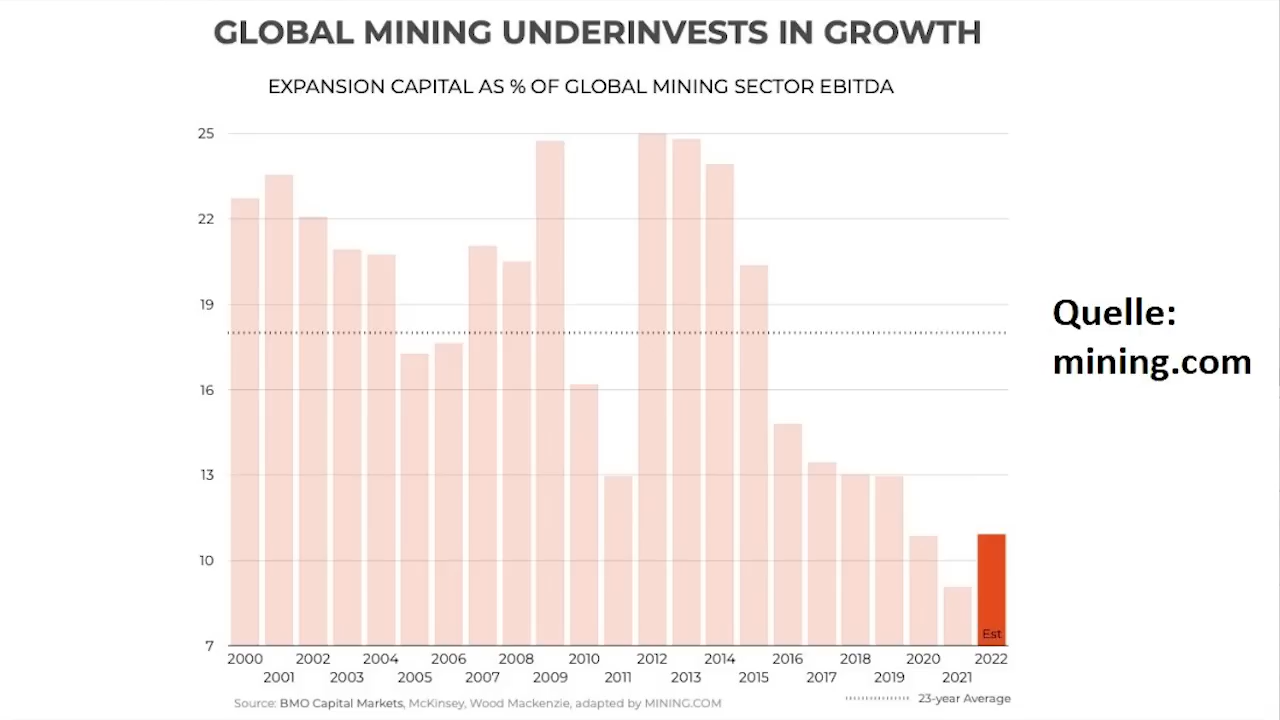 GLOBAL MINING UNDERINVESTS IN GROWTH
EXPANSION CAPITAL AS % OF GLOBAL MINING SECTOR EBITDA
25
22
19
16
13
10
7
Est
2000 2002 2004 2006 2008 2010 2012 2014 2016 2018 2020 2022
2001 2003 2005 2007 2009 2011 2013 2015 2017 2019 2021
23-year Average
Source: BMO Capital Markets, McKinsey, Wood Mackenzie, adapted by MINING.COM
Quelle:
mining.com